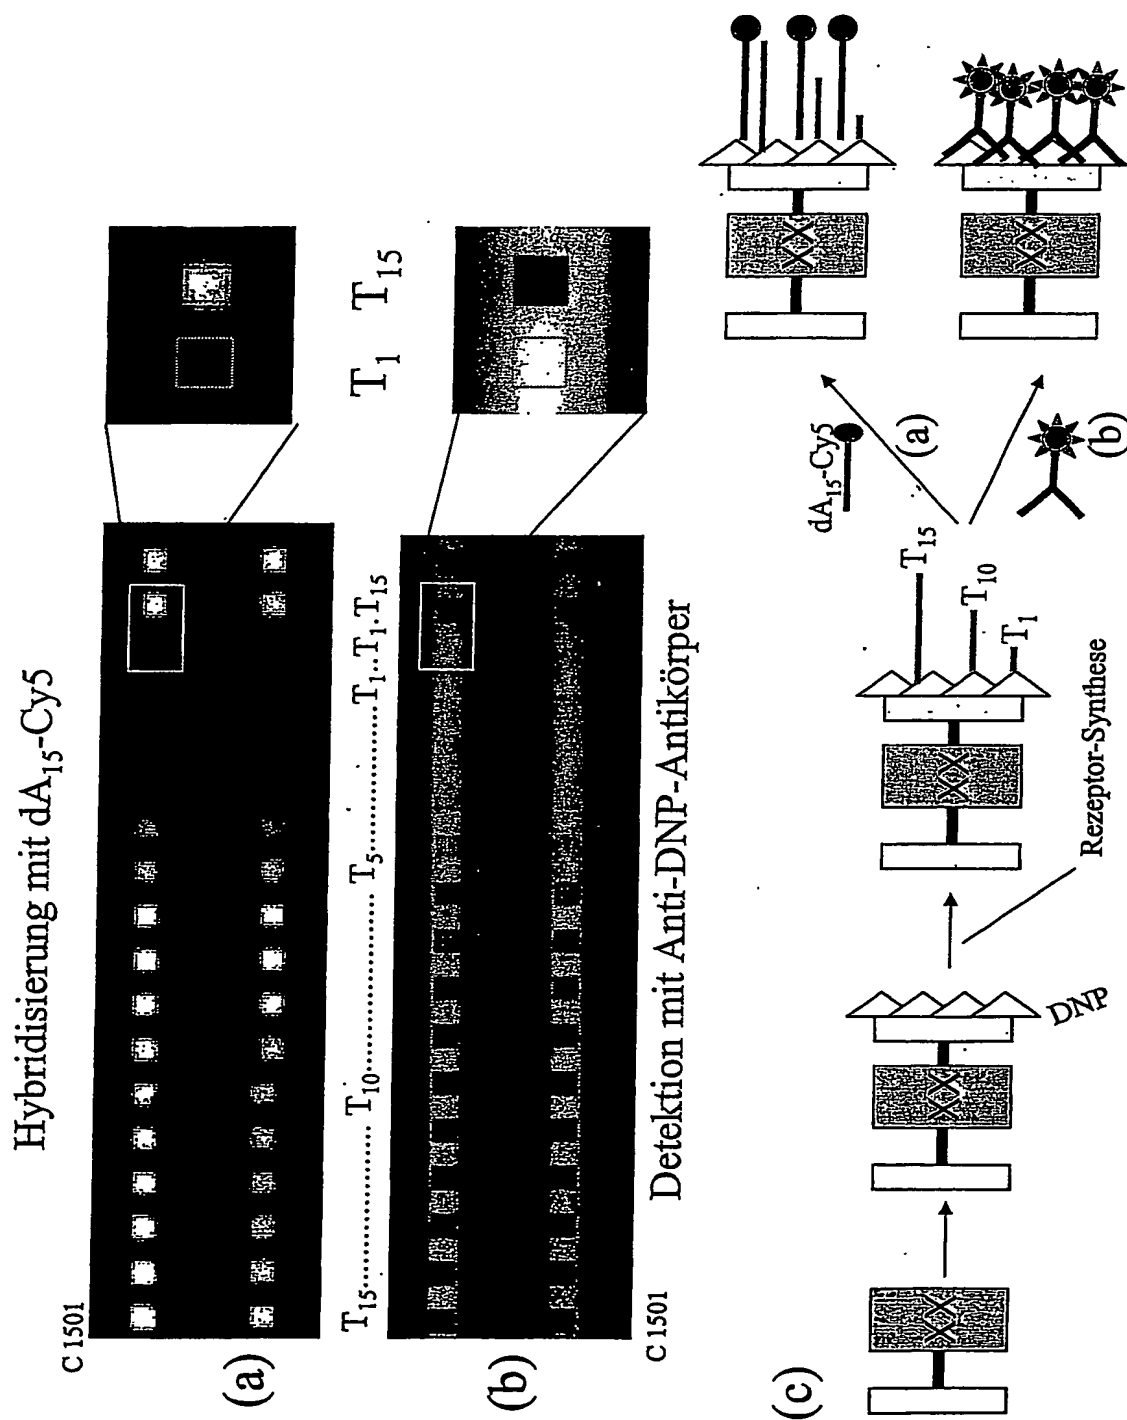 Hybridisierung mit dA15-Cy5
C 1501
(a)
T1 T15
T15.................T10.................T5.................T1..T1.T15
(b)
C 1501
Detektion mit Anti-DNP-Antikörper
(c)
DNP
Rezeptor-Synthese
T15
T10
T1
dA15-Cy5
(a)
(b)